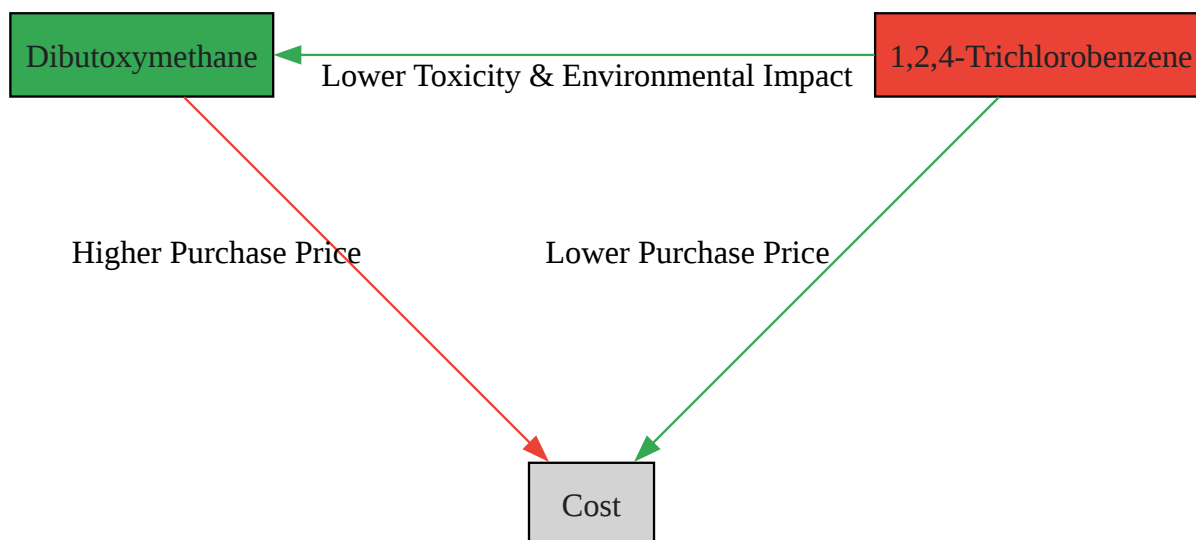 Dibutoxymethane
1,2,4-Trichlorobenzene
Lower Toxicity & Environmental Impact
Higher Purchase Price
Lower Purchase Price
Cost